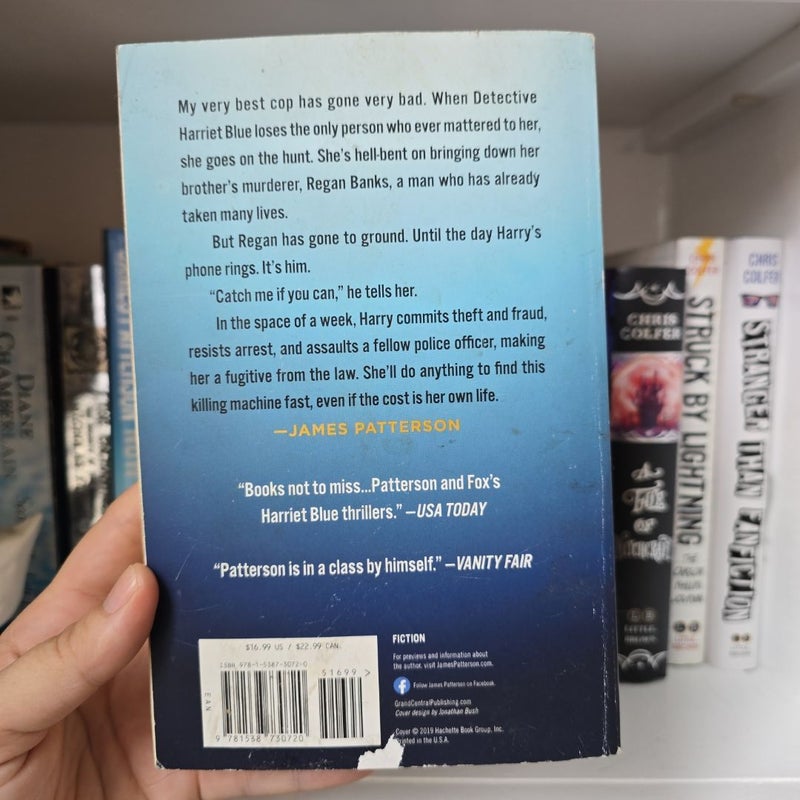 My very best cop has gone very bad. When Detective
Harriet Blue loses the only person who ever mattered to her,
she goes on the hunt. She's hell-bent on bringing down her
brother's murderer, Regan Banks, a man who has already
taken many lives.
But Regan has gone to ground. Until the day Harry's
phone rings. It's him.
"Catch me if you can," he tells her.
In the space of a week, Harry commits theft and fraud,
resists arrest, and assaults a fellow police officer, making
her a fugitive from the law. She'll do anything to find this
killing machine fast, even if the cost is her own life.
—JAMES PATTERSON
"Books not to miss...Patterson and Fox's
Harriet Blue thrillers." —USA TODAY
"Patterson is in a class by himself." —VANITY FAIR
$16.99 US / $22.99 CAN.
ISBN 978-1-5387-3072-0
51699 >
EAN
9 781538 730720
FICTION
For previews and information about
the author, visit JamesPatterson.com.
Follow James Patterson on Facebook.
GrandCentralPublishing.com
Cover design by Jonathan Bush
Cover © 2019 Hachette Book Group, Inc.
Printed in the U.S.A.
DIANE
CHAMBERLAIN
CHRIS
COLFER
LITTLE,
BROWN
STRUCK BY LIGHTNING
CHRIS
COLFER
STRANGER THAN FANFICTION